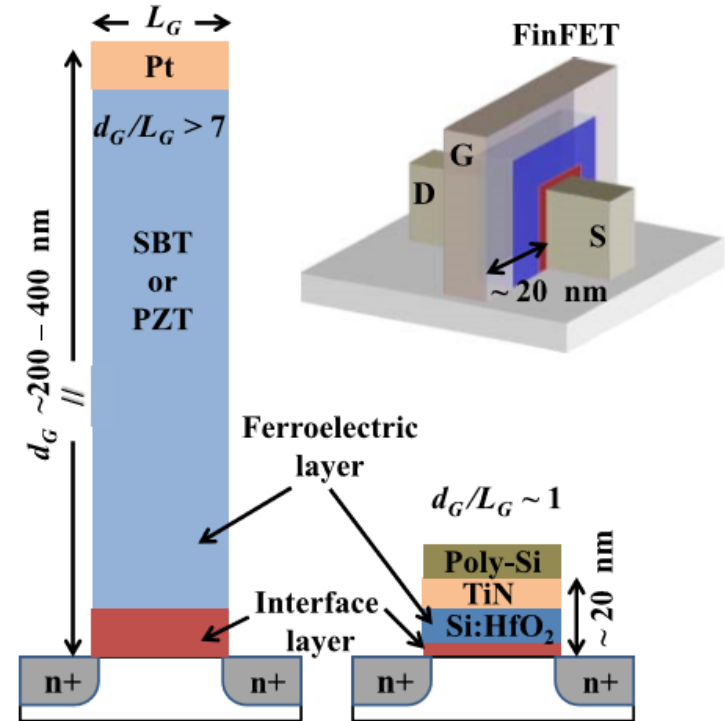 L_G
Pt
d_G/L_G > 7
SBT
or
PZT
d_G ~200 – 400 nm
//
Ferroelectric
layer
Interface
layer
n+
n+
FinFET
G
D
S
~ 20 nm
d_G/L_G ~ 1
Poly-Si
TiN
Si:HfO₂
~ 20 nm
n+
n+